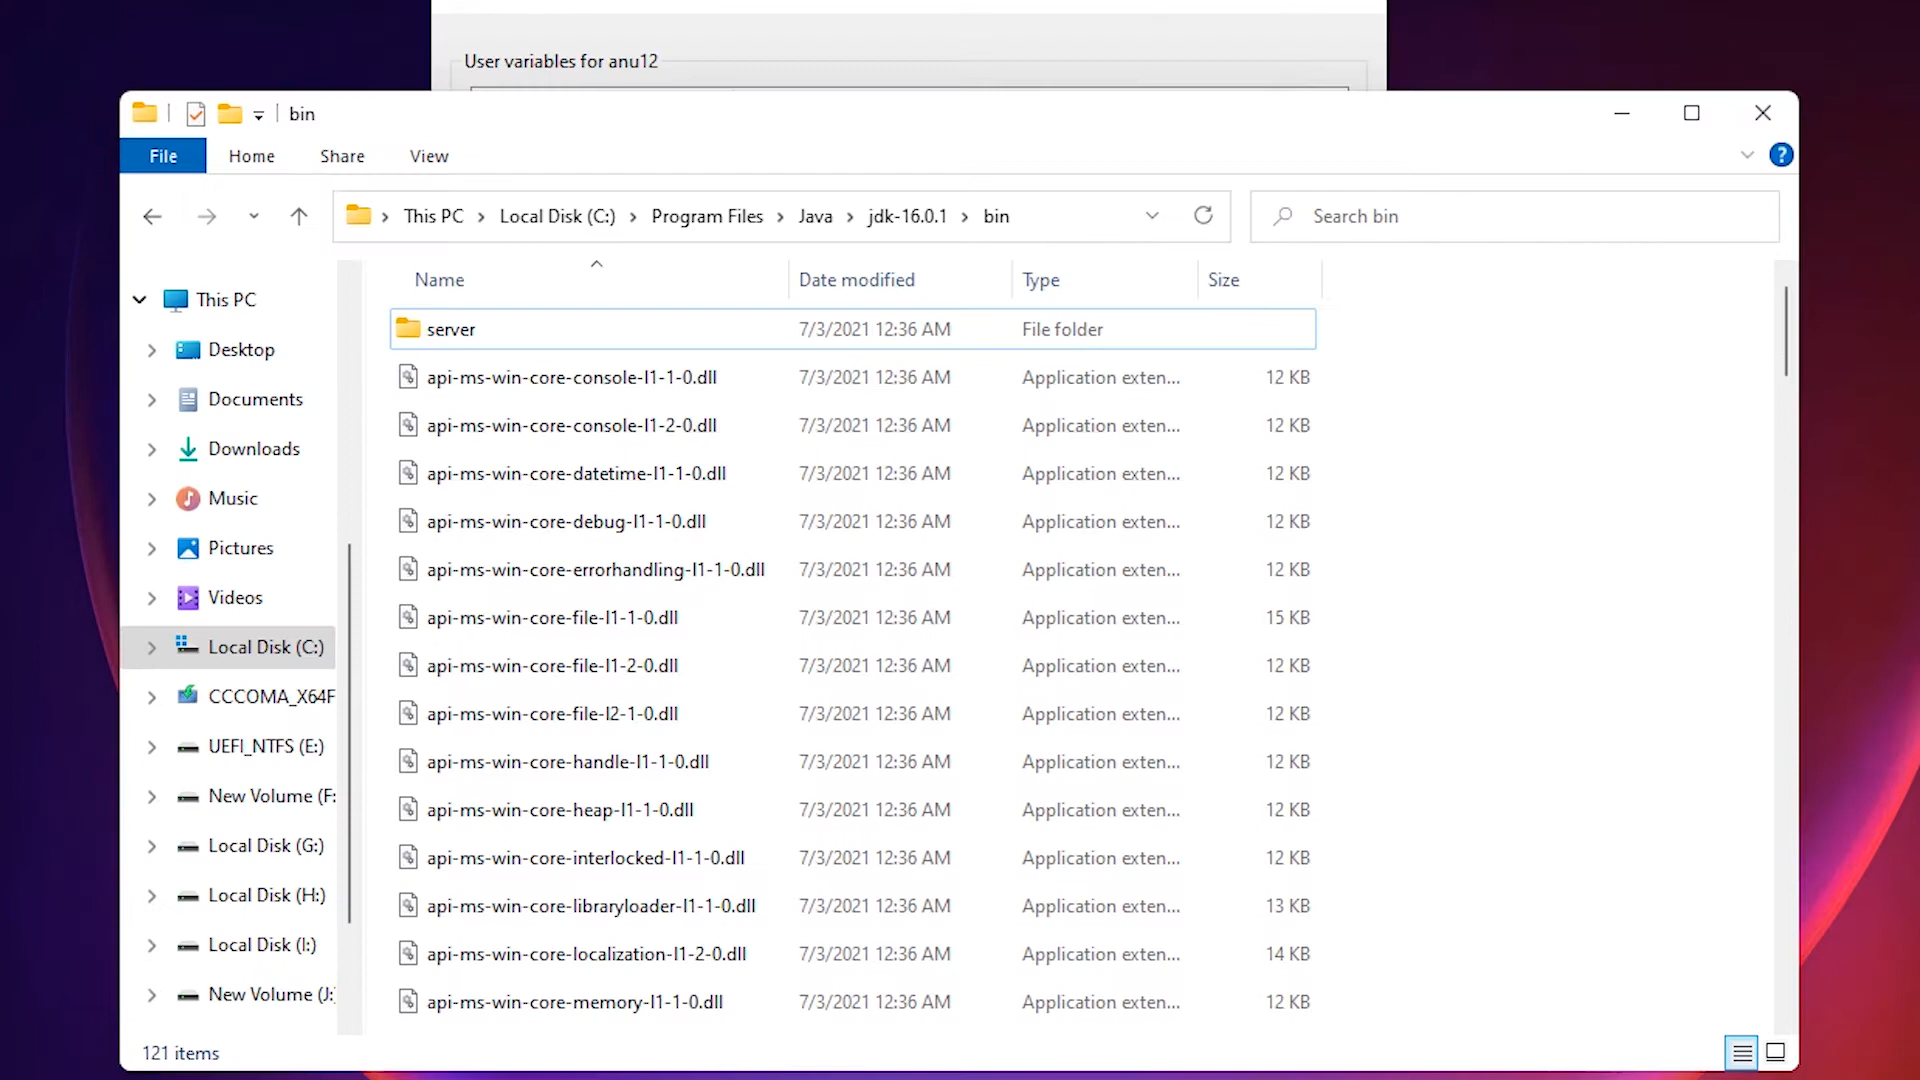 User variables for anu12
bin
File Home Share View
?
This PC Local Disk (C:) Program Files Java jdk-16.0.1 bin
Search bin
Name Date modified Type Size
This PC
Desktop
Documents
Downloads
Music
Pictures
Videos
Local Disk (C:)
CCCOMA_X64F
UEFI_NTFS (E:)
New Volume (F:
Local Disk (G:)
Local Disk (H:)
Local Disk (I:)
New Volume (J:
server 7/3/2021 12:36 AM File folder
api-ms-win-core-console-l1-1-0.dll 7/3/2021 12:36 AM Application exten... 12 KB
api-ms-win-core-console-l1-2-0.dll 7/3/2021 12:36 AM Application exten... 12 KB
api-ms-win-core-datetime-l1-1-0.dll 7/3/2021 12:36 AM Application exten... 12 KB
api-ms-win-core-debug-l1-1-0.dll 7/3/2021 12:36 AM Application exten... 12 KB
api-ms-win-core-errorhandling-l1-1-0.dll 7/3/2021 12:36 AM Application exten... 12 KB
api-ms-win-core-file-l1-1-0.dll 7/3/2021 12:36 AM Application exten... 15 KB
api-ms-win-core-file-l1-2-0.dll 7/3/2021 12:36 AM Application exten... 12 KB
api-ms-win-core-file-l2-1-0.dll 7/3/2021 12:36 AM Application exten... 12 KB
api-ms-win-core-handle-l1-1-0.dll 7/3/2021 12:36 AM Application exten... 12 KB
api-ms-win-core-heap-l1-1-0.dll 7/3/2021 12:36 AM Application exten... 12 KB
api-ms-win-core-interlocked-l1-1-0.dll 7/3/2021 12:36 AM Application exten... 12 KB
api-ms-win-core-libraryloader-l1-1-0.dll 7/3/2021 12:36 AM Application exten... 13 KB
api-ms-win-core-localization-l1-2-0.dll 7/3/2021 12:36 AM Application exten... 14 KB
api-ms-win-core-memory-l1-1-0.dll 7/3/2021 12:36 AM Application exten... 12 KB
121 items